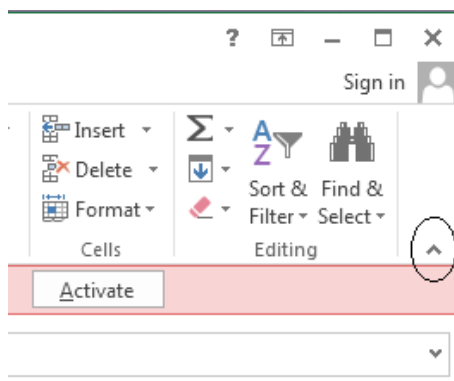 ?
Sign in
Insert
Delete
Format
Cells
Σ
A
Z
Sort &
Filter
Find &
Select
Editing
Activate